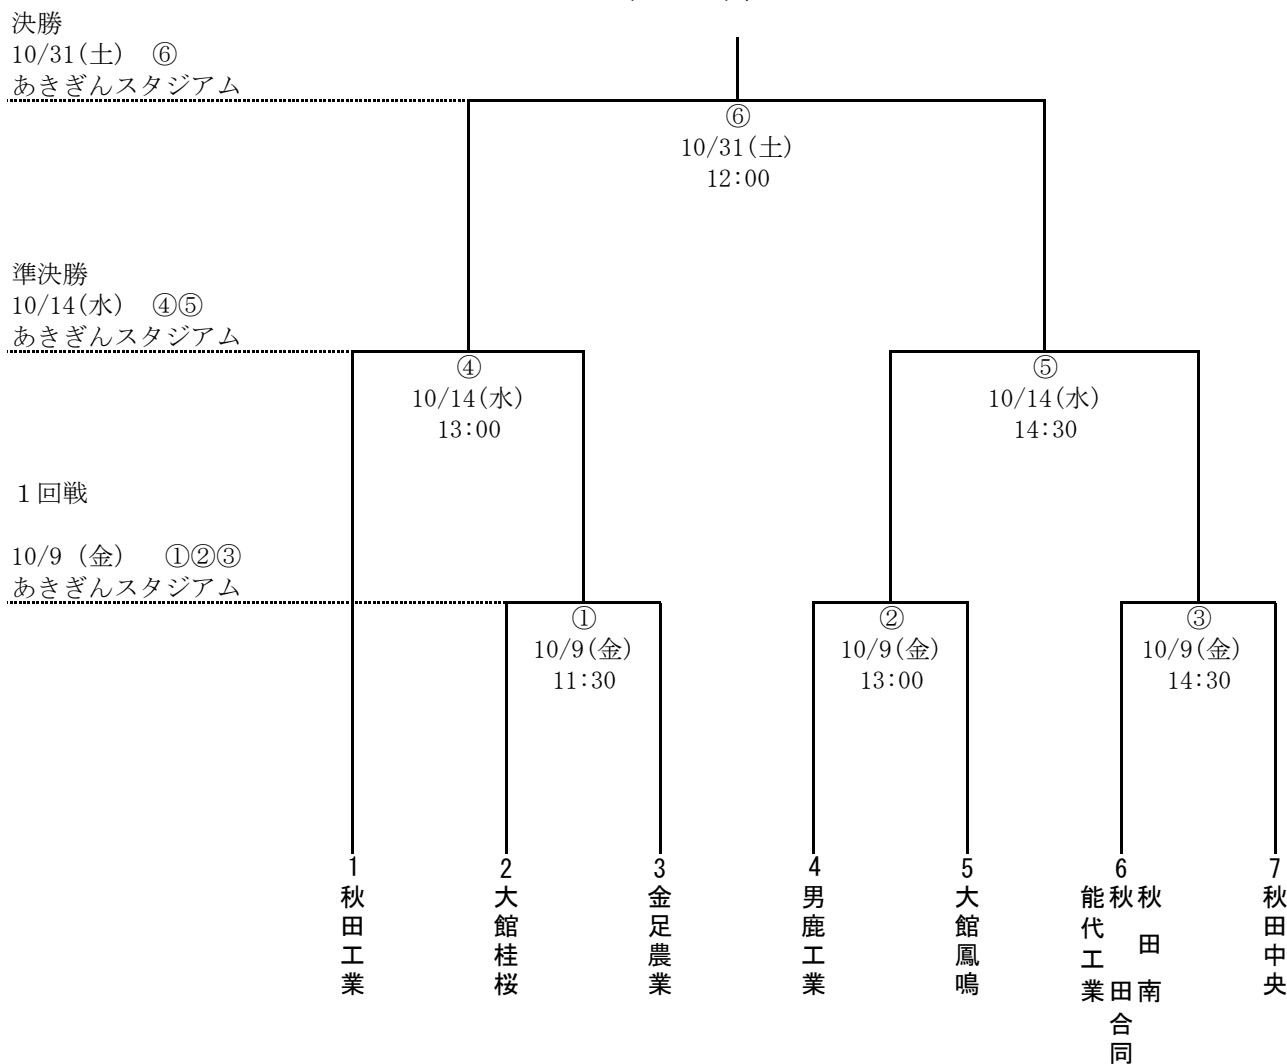 決勝
10/31(土)　⑥
あきぎんスタジアム
⑥
10/31(土)
12:00
準決勝
10/14(水)　④⑤
あきぎんスタジアム
④
10/14(水)
13:00
⑤
10/14(水)
14:30
１回戦
10/9（金）　①②③
あきぎんスタジアム
①
10/9(金)
11:30
②
10/9(金)
13:00
③
10/9(金)
14:30
1
秋田工業
2
大館桂桜
3
金足農業
4
男鹿工業
5
大館鳳鳴
6
秋田南
秋田合同
能代工業
7
秋田中央